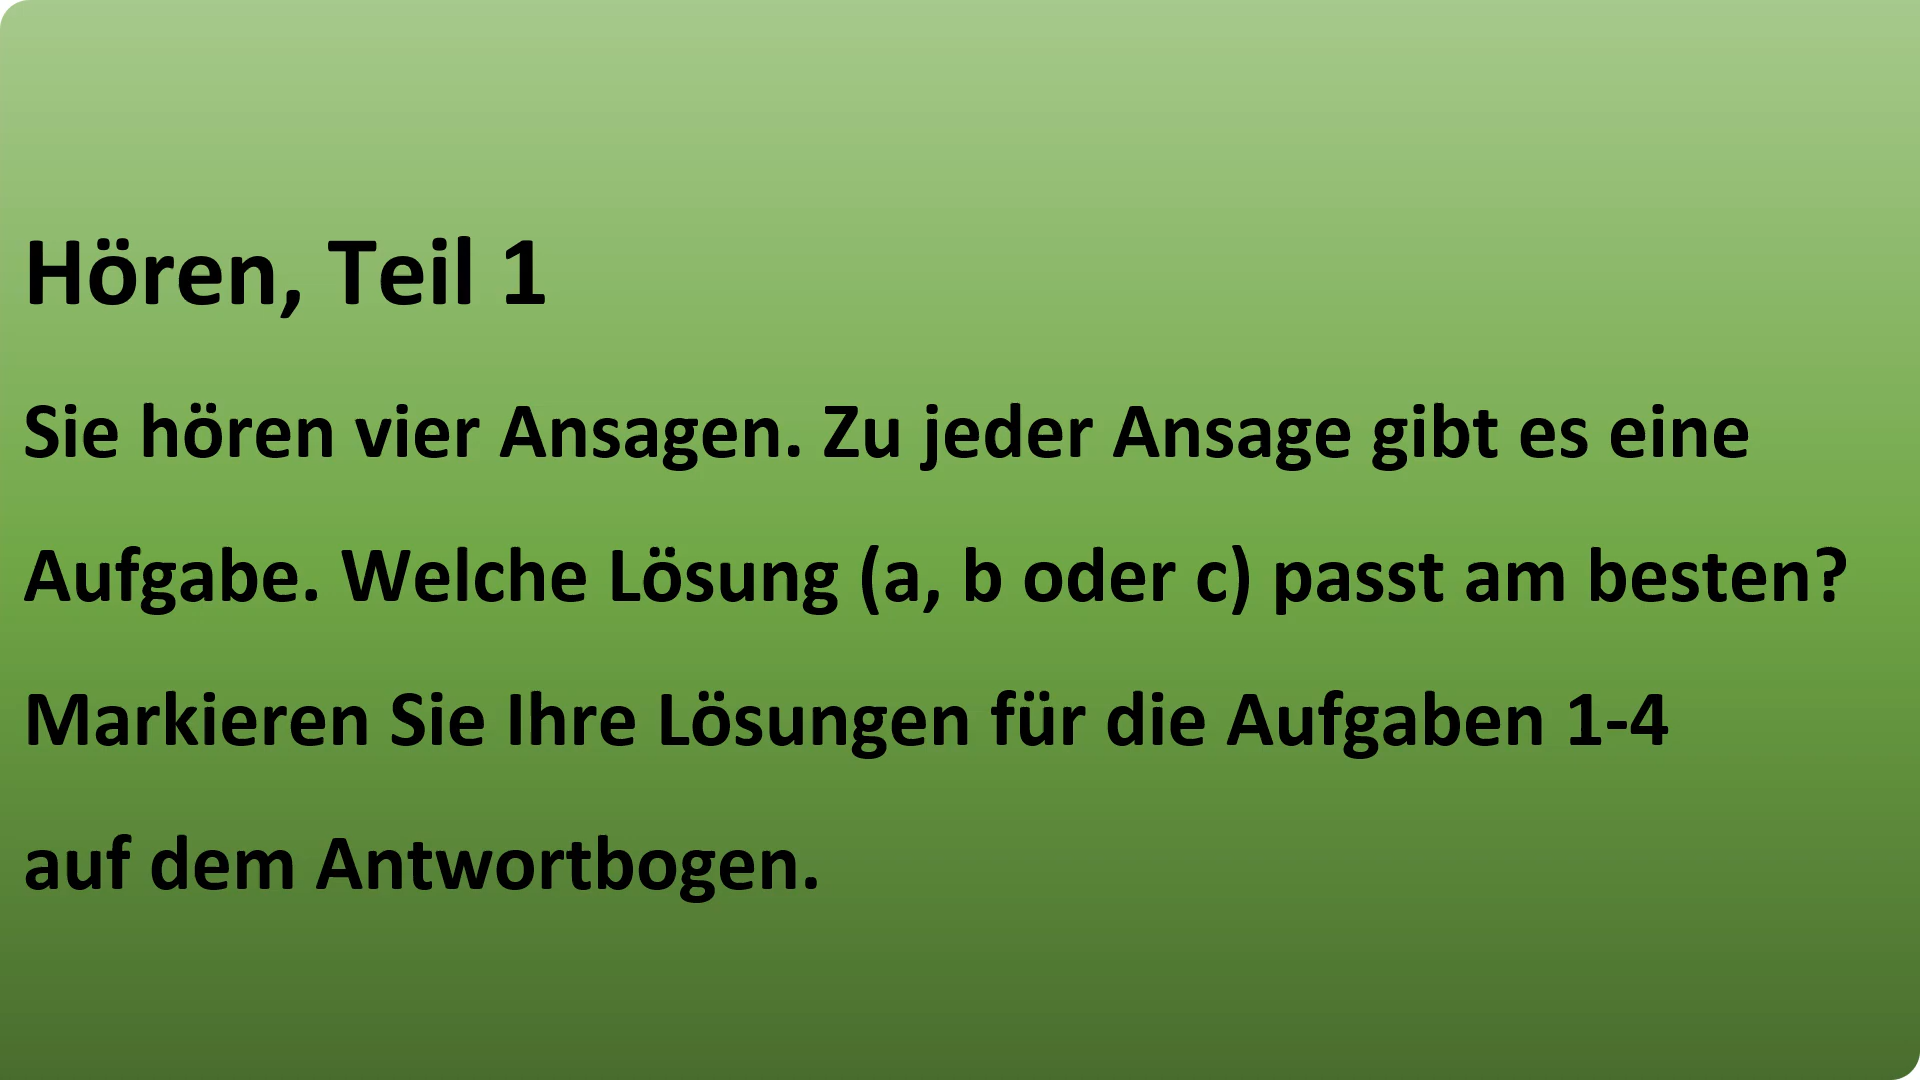 Hören, Teil 1
Sie hören vier Ansagen. Zu jeder Ansage gibt es eine
Aufgabe. Welche Lösung (a, b oder c) passt am besten?
Markieren Sie Ihre Lösungen für die Aufgaben 1-4
auf dem Antwortbogen.